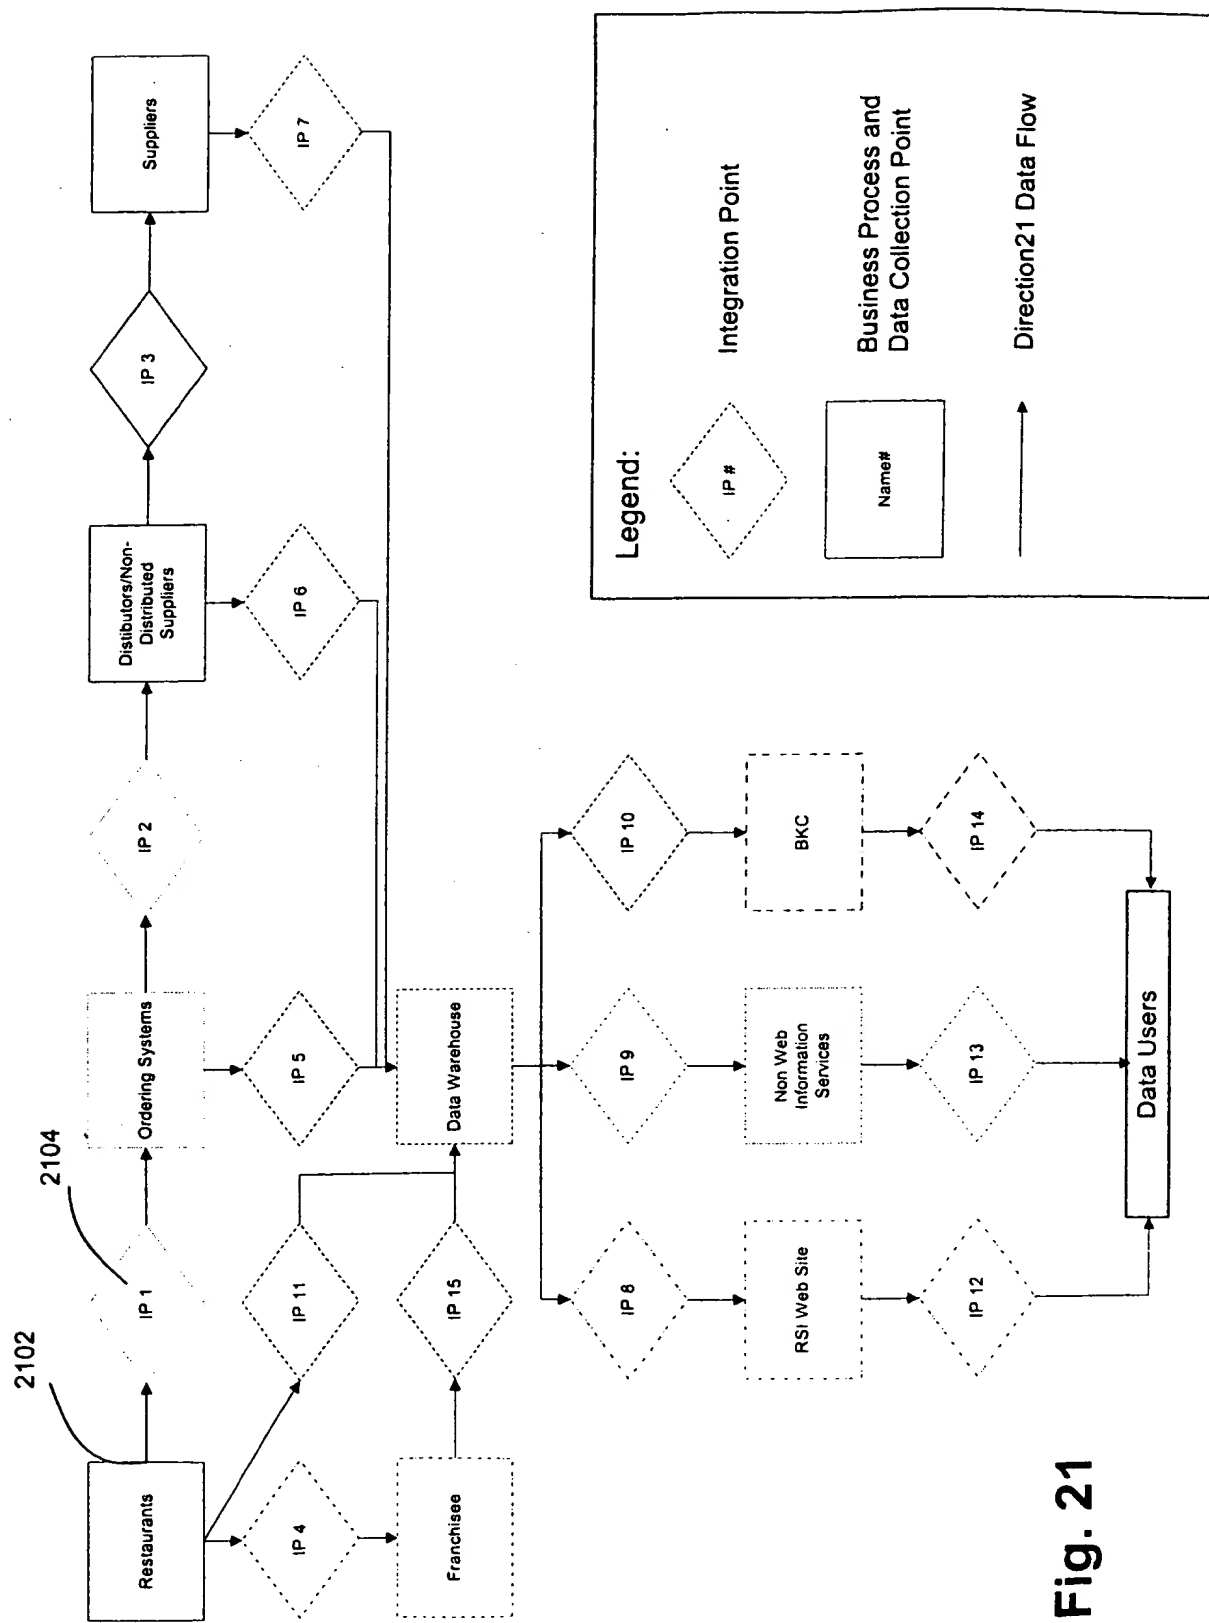 2102
2104
Restaurants
IP 1
Ordering Systems
IP 2
Distibutors/Non-
Distributed
Suppliers
IP 3
Suppliers
IP 4
IP 11
IP 5
IP 6
IP 7
Franchisee
IP 15
Data Warehouse
IP 8
IP 9
IP 10
RSI Web Site
Non Web
Information
Services
BKC
IP 12
IP 13
IP 14
Data Users
Legend:
IP #
Integration Point
Name#
Business Process and
Data Collection Point
Direction21 Data Flow
Fig. 21